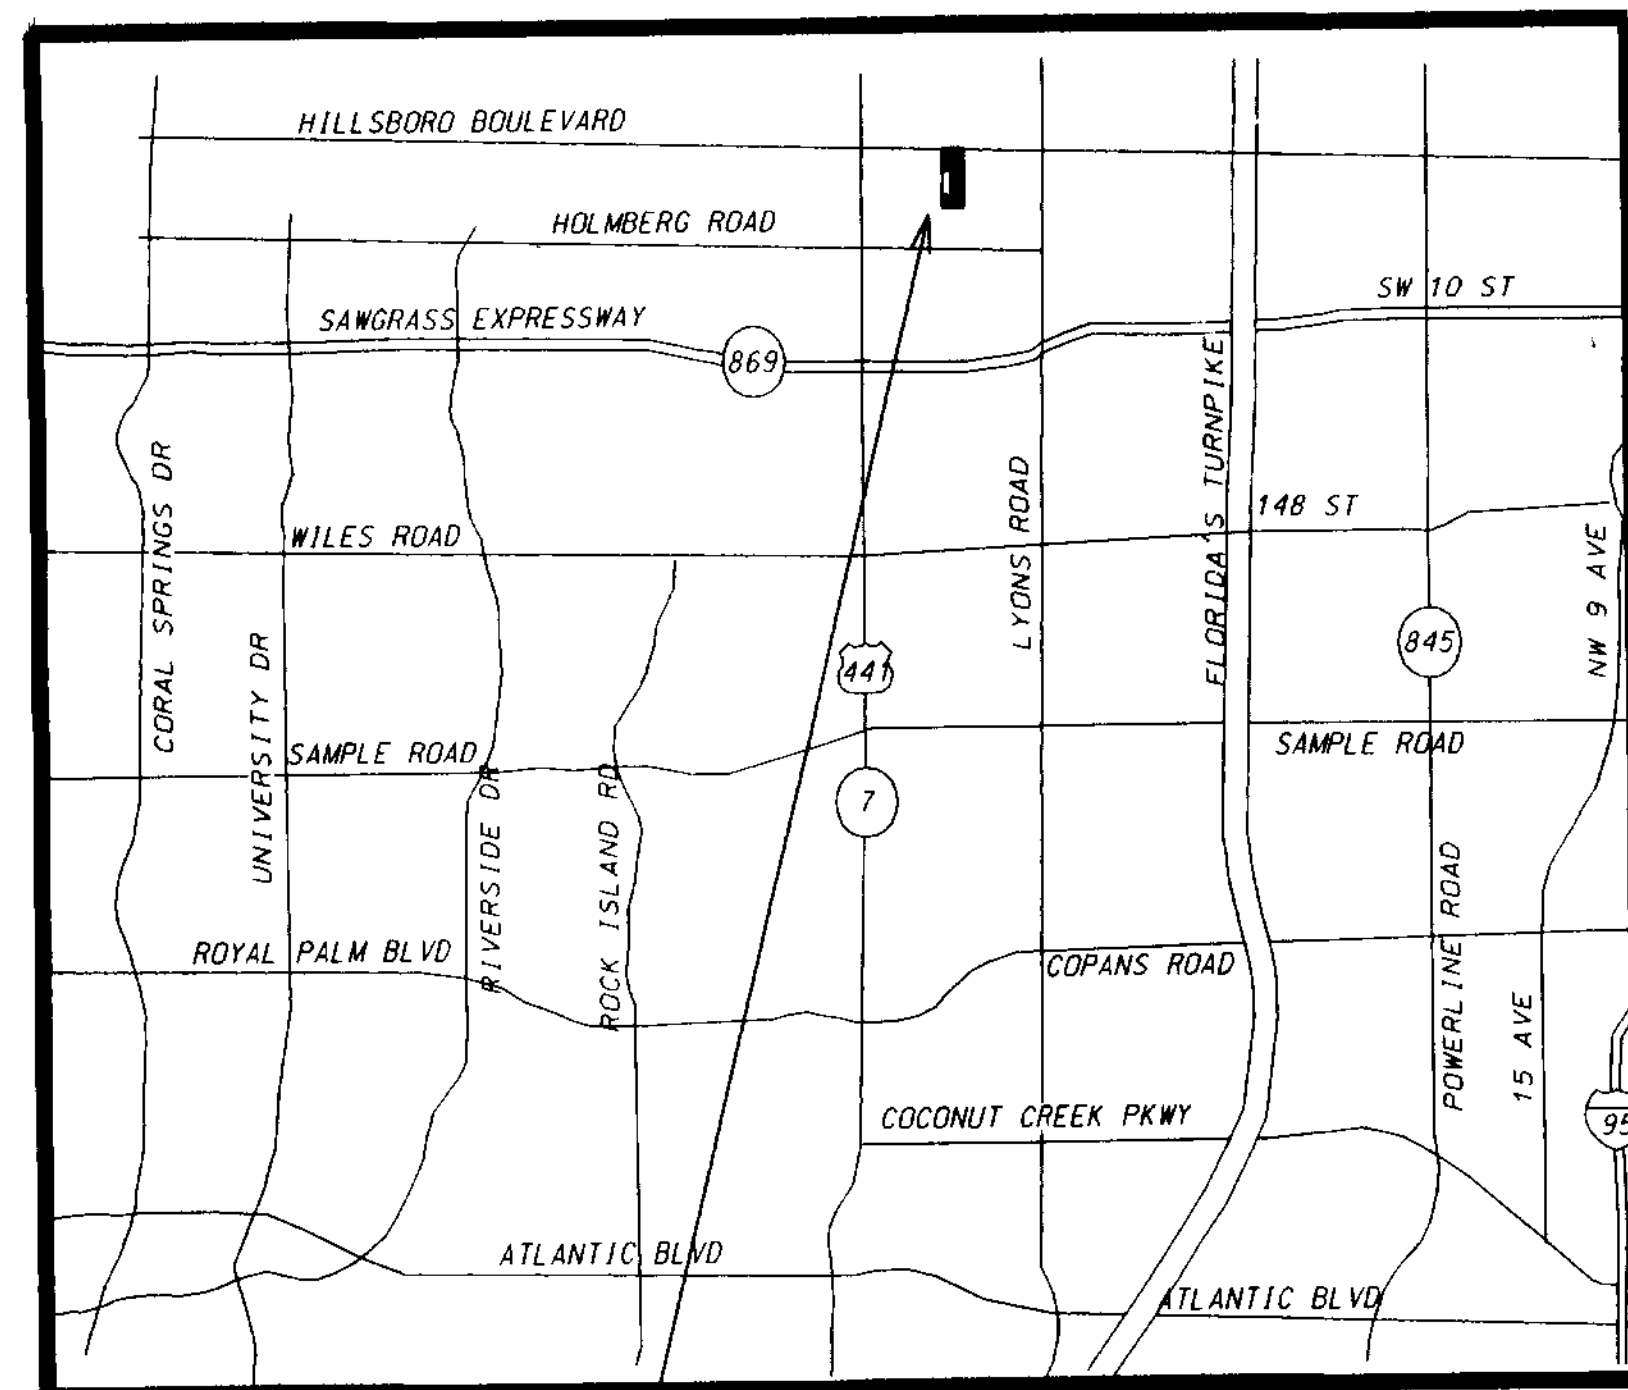 HILLSBORO BOULEVARD
HOLMBERG ROAD
SW 10 ST
SAWGRASS EXPRESSWAY
869
FLORIDA'S TURNPIKE
CORAL SPRINGS DR
LYONS ROAD
148 ST
WILES ROAD
NW 9 AVE
845
441
UNIVERSITY DR
SAMPLE ROAD
SAMPLE ROAD
7
RIVERSIDE DR
ROCK ISLAND RD
POWERLINE ROAD
ROYAL PALM BLVD
COPANS ROAD
15 AVE
COCONUT CREEK PKWY
95
ATLANTIC BLVD
ATLANTIC BLVD